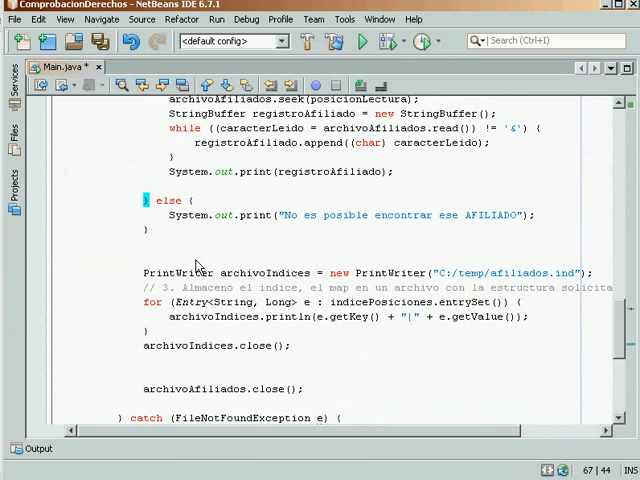 ComprobacionDerechos - NetBeans IDE 6.7.1
File Edit View Navigate Source Refactor Run Debug Profile Team Tools Window Help
<default config> Search (Ctrl+I)
Main.java *
Services
Files
Projects
archivoAfiliados.seek(posicionLectura);
StringBuffer registroAfiliado = new StringBuffer();
while ((caracterLeido = archivoAfiliados.read()) != '&') {
registroAfiliado.append((char) caracterLeido);
}
System.out.print(registroAfiliado);
} else {
System.out.print("No es posible encontrar ese AFILIADO");
}
PrintWriter archivoIndices = new PrintWriter("C:/temp/afiliados.ind");
// 3. Almaceno el indice, el map en un archivo con la estructura solicita
for (Entry<String, Long> e : indicePosiciones.entrySet()) {
archivoIndices.println(e.getKey() + "|" + e.getValue());
}
archivoIndices.close();
archivoAfiliados.close();
} catch (FileNotFoundException e) {
Output
67 | 44 INS